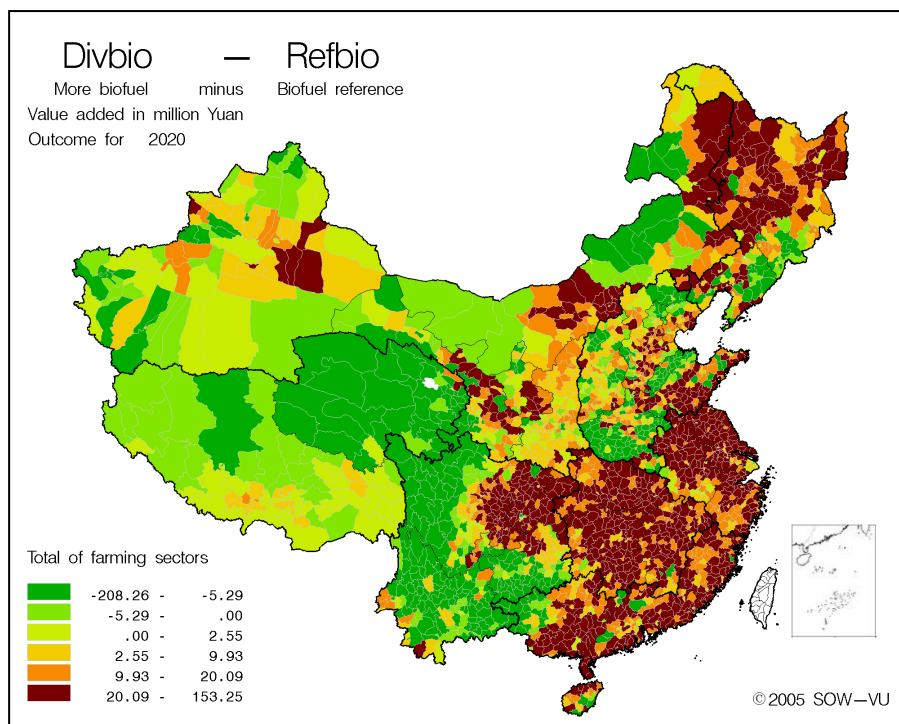 Divbio — Refbio
More biofuel minus Biofuel reference
Value added in million Yuan
Outcome for 2020
Total of farming sectors
-208.26 - -5.29
-5.29 - .00
.00 - 2.55
2.55 - 9.93
9.93 - 20.09
20.09 - 153.25
©2005 SOW—VU